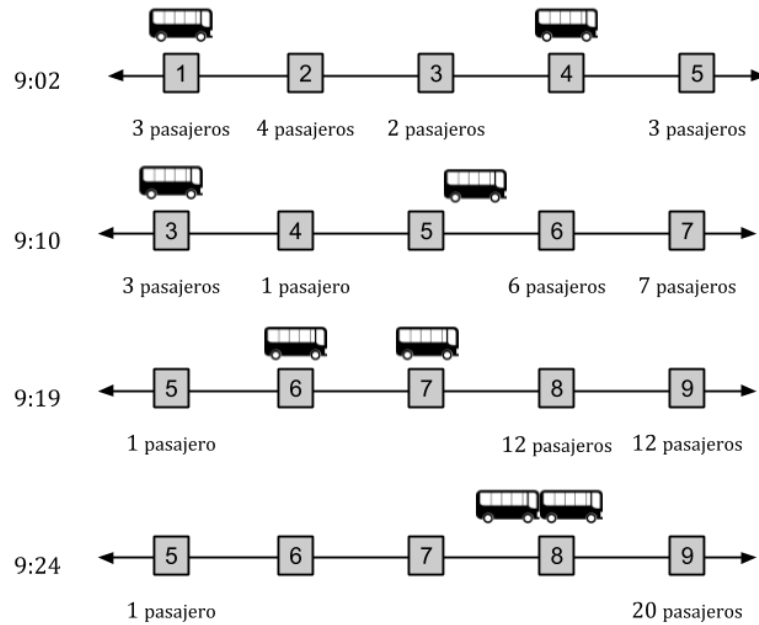 9:02
1 2 3 4 5
3 pasajeros 4 pasajeros 2 pasajeros 3 pasajeros
9:10
3 4 5 6 7
3 pasajeros 1 pasajero 6 pasajeros 7 pasajeros
9:19
5 6 7 8 9
1 pasajero 12 pasajeros 12 pasajeros
9:24
5 6 7 8 9
1 pasajero 20 pasajeros